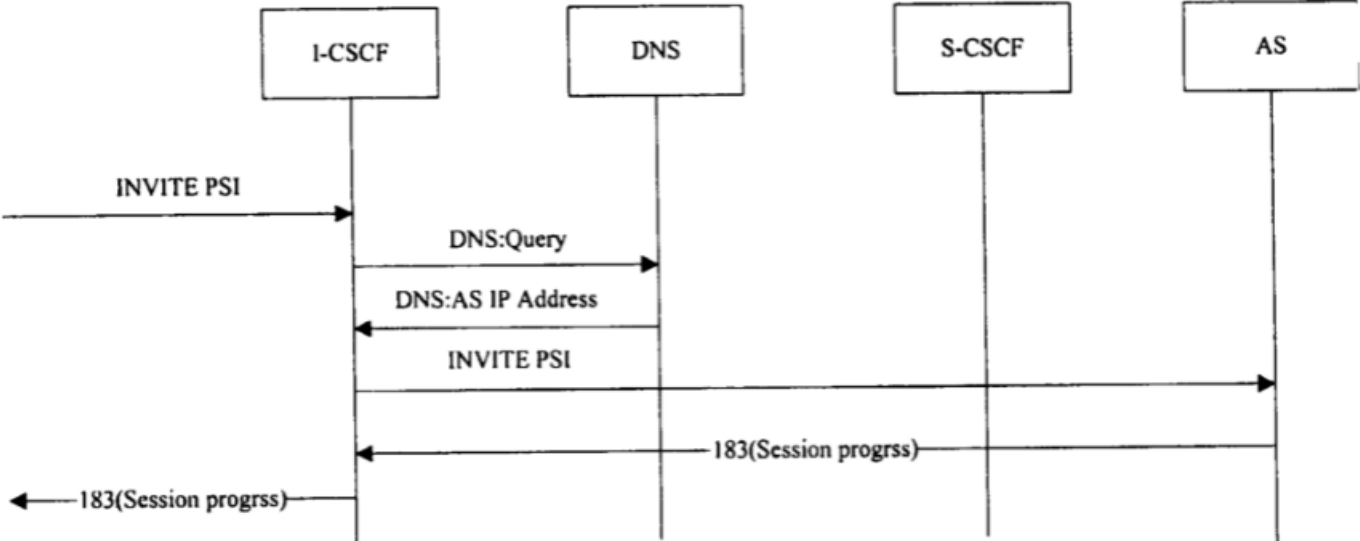 I-CSCF
DNS
S-CSCF
AS
INVITE PSI
DNS:Query
DNS:AS IP Address
INVITE PSI
183(Session progrss)
183(Session progrss)